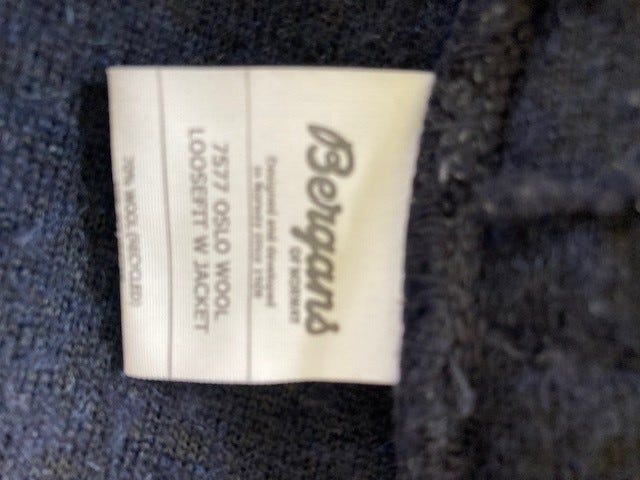 Bergans
OF NORWAY
Designed and developed
in Norway since 1908
7577 OSLO WOOL
LOOSEFIT W JACKET
70% WOOL (RECYCLED)